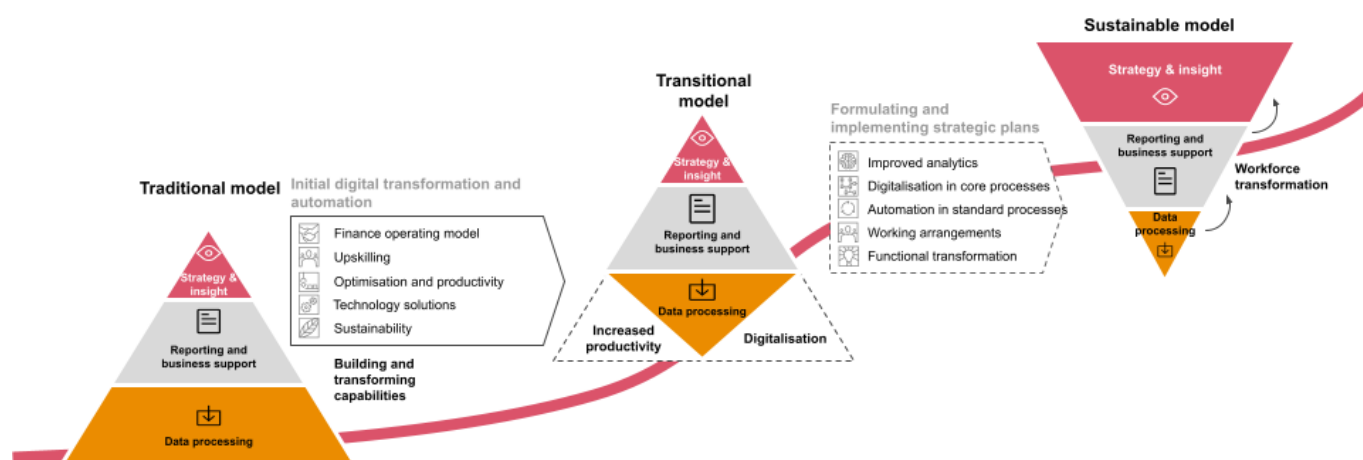 Traditional model
Strategy &
insight
Reporting and
business support
Data processing
Initial digital transformation and
automation
Finance operating model
Upskilling
Optimisation and productivity
Technology solutions
Sustainability
Building and
transforming
capabilities
Transitional
model
Strategy &
insight
Reporting and
business support
Data processing
Increased
productivity
Digitalisation
Formulating and
implementing strategic plans
Improved analytics
Digitalisation in core processes
Automation in standard processes
Working arrangements
Functional transformation
Sustainable model
Strategy & insight
Reporting and
business support
Data
processing
Workforce
transformation